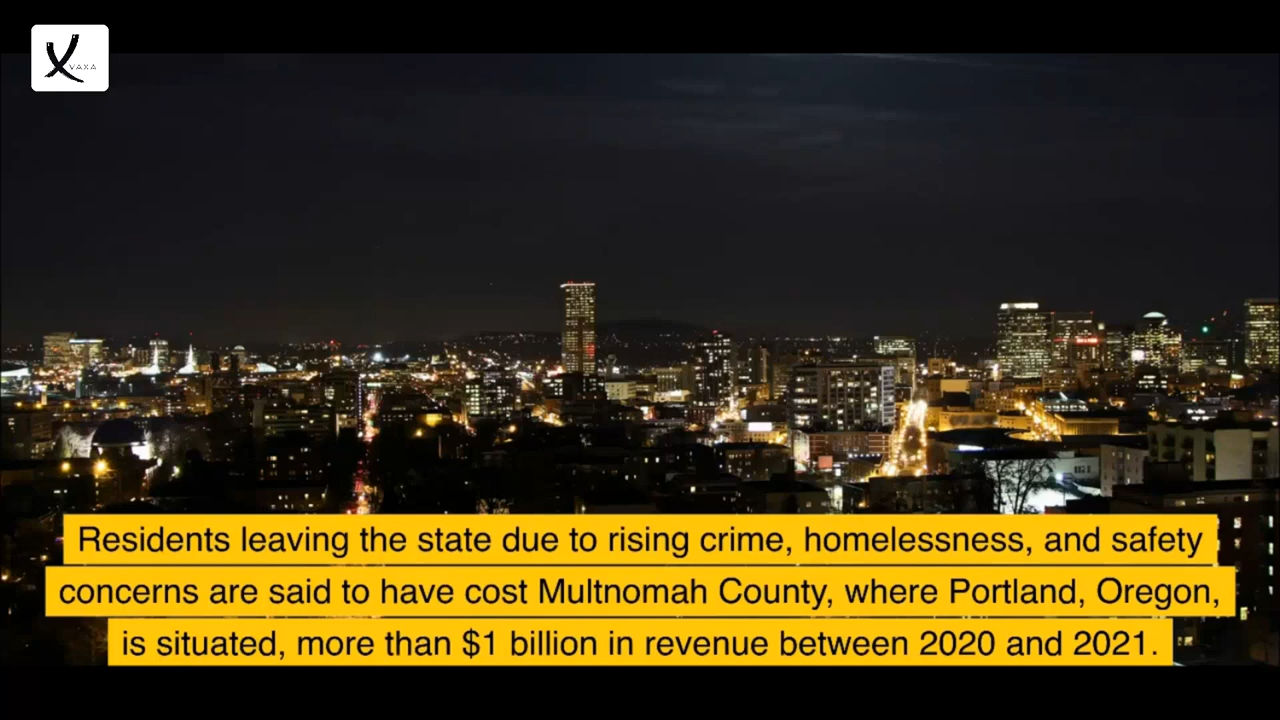 VAXA
Residents leaving the state due to rising crime, homelessness, and safety
concerns are said to have cost Multnomah County, where Portland, Oregon,
is situated, more than $1 billion in revenue between 2020 and 2021.